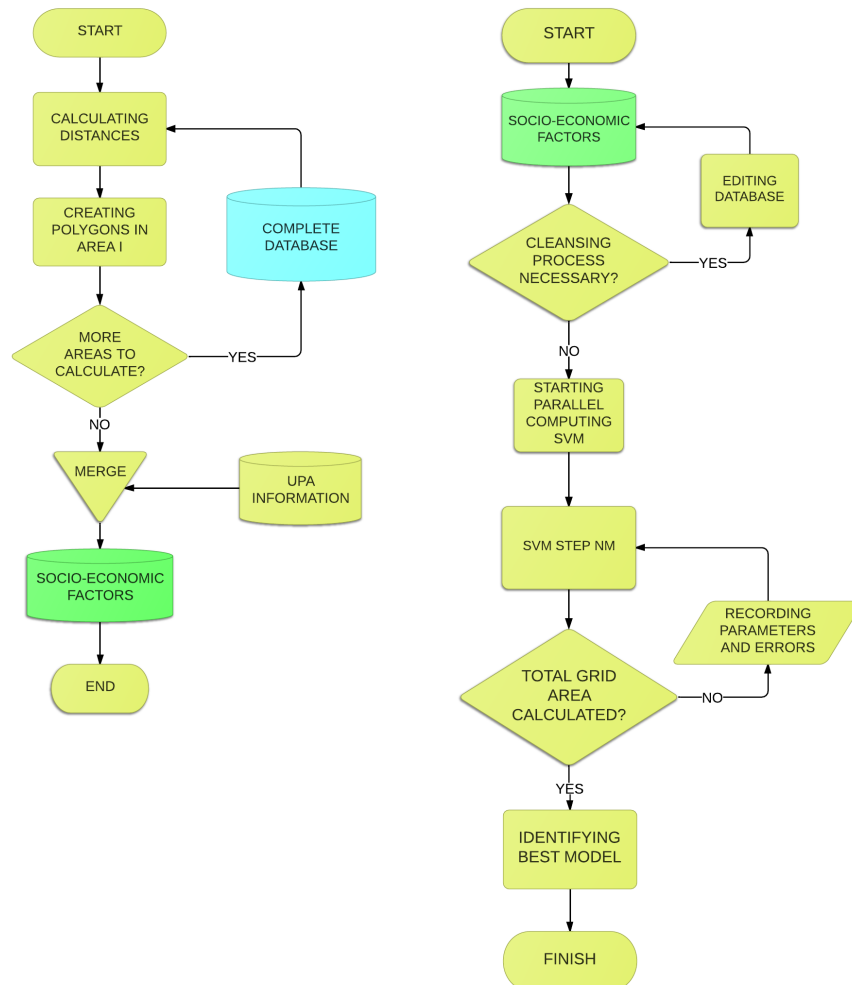 START
CALCULATING
DISTANCES
CREATING
POLYGONS IN
AREA I
COMPLETE
DATABASE
MORE
AREAS TO
CALCULATE?
YES
NO
MERGE
UPA
INFORMATION
SOCIO-ECONOMIC
FACTORS
END
START
SOCIO-ECONOMIC
FACTORS
EDITING
DATABASE
CLEANSING
PROCESS
NECESSARY?
YES
NO
STARTING
PARALLEL
COMPUTING
SVM
SVM STEP NM
RECORDING
PARAMETERS
AND ERRORS
TOTAL GRID
AREA
CALCULATED?
NO
YES
IDENTIFYING
BEST MODEL
FINISH